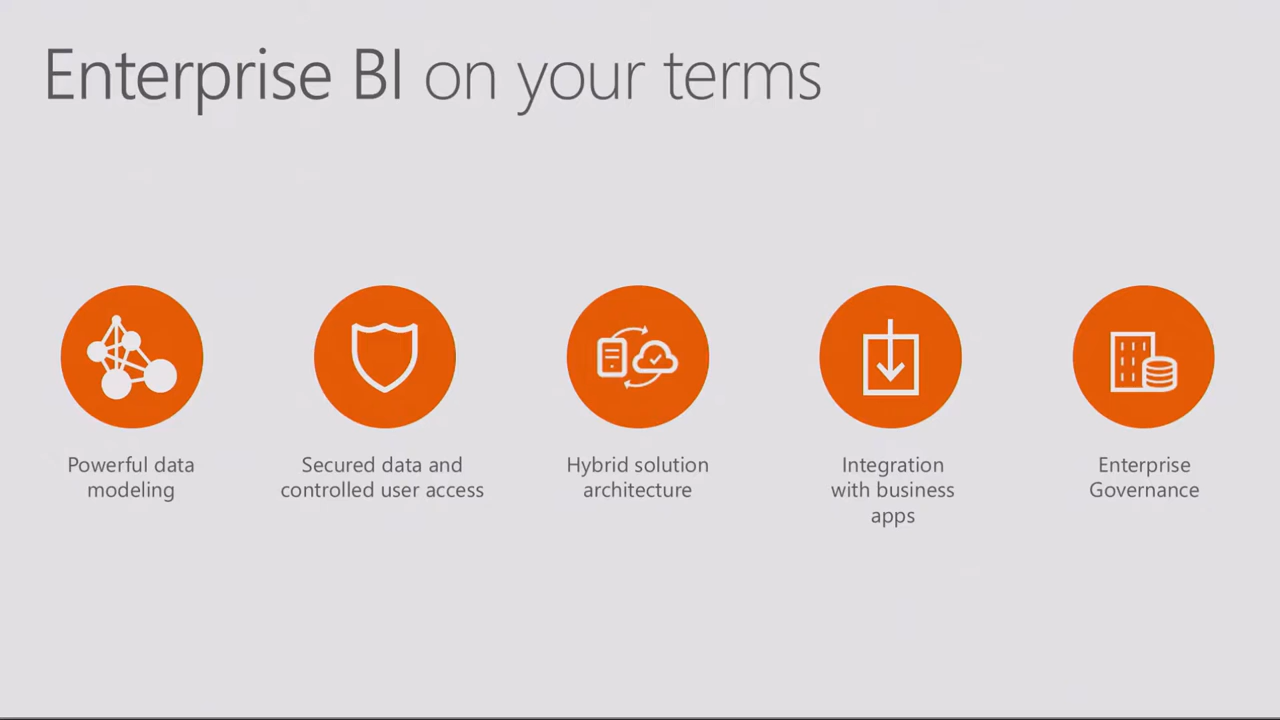 Enterprise BI on your terms
Powerful data
modeling
Secured data and
controlled user access
Hybrid solution
architecture
Integration
with business
apps
Enterprise
Governance